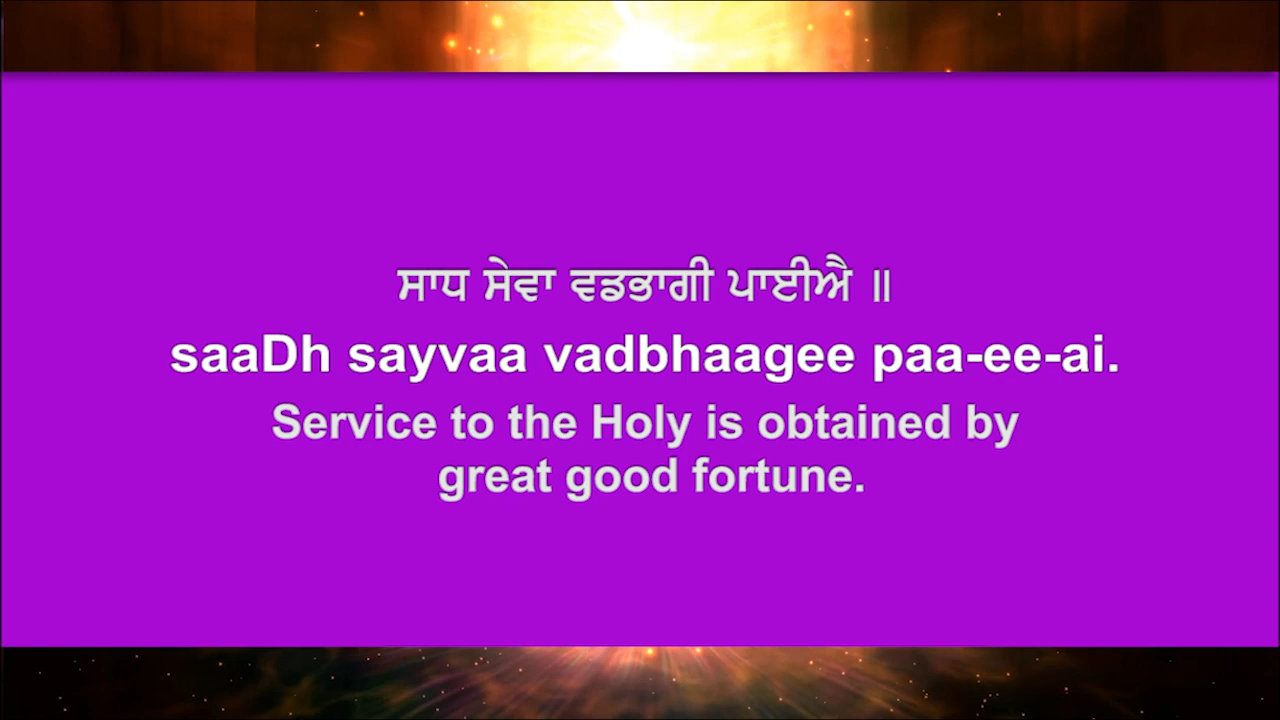 ਸਾਧ ਸੇਵਾ ਵਡਭਾਗੀ ਪਾਈਐ ॥
saaDh sayvaa vadbhaagee paa-ee-ai.
Service to the Holy is obtained by
great good fortune.